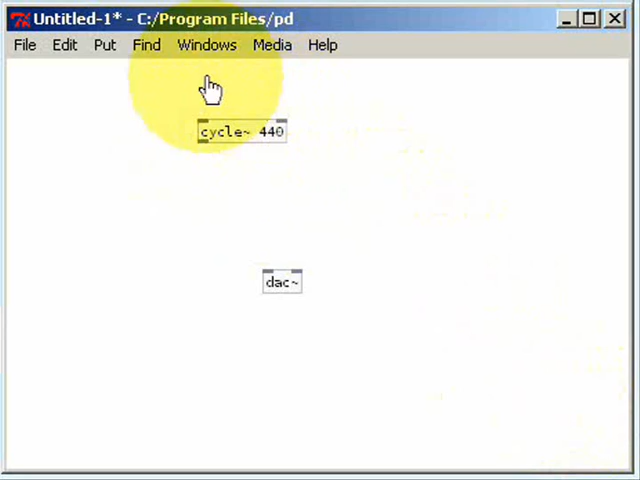 Untitled-1* - C:/Program Files/pd
File Edit Put Find Windows Media Help
cycle~ 440
dac~